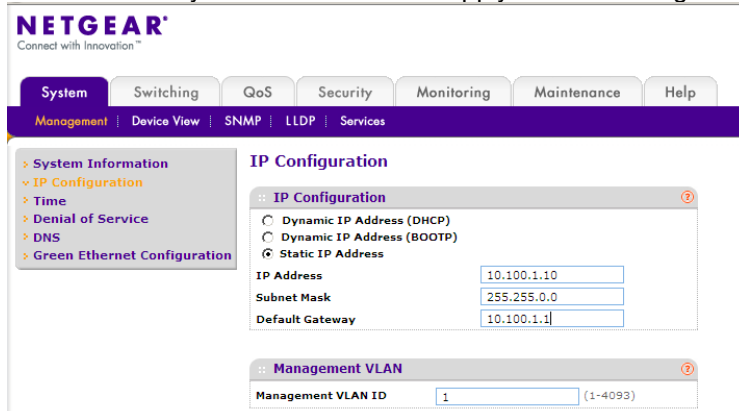 NETGEAR®
Connect with Innovation™
System Switching QoS Security Monitoring Maintenance Help
Management Device View SNMP LLDP Services
System Information
IP Configuration
Time
Denial of Service
DNS
Green Ethernet Configuration
IP Configuration
IP Configuration
Dynamic IP Address (DHCP)
Dynamic IP Address (BOOTP)
Static IP Address
IP Address 10.100.1.10
Subnet Mask 255.255.0.0
Default Gateway 10.100.1.1
Management VLAN
Management VLAN ID 1 (1-4093)